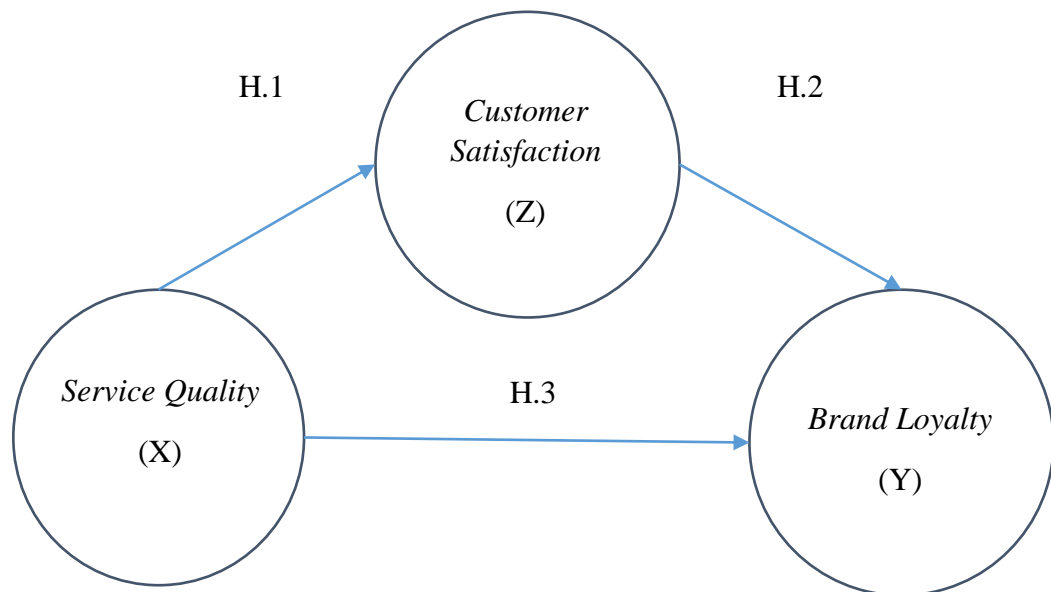 H.1
H.2
Customer
Satisfaction
(Z)
Service Quality
(X)
H.3
Brand Loyalty
(Y)